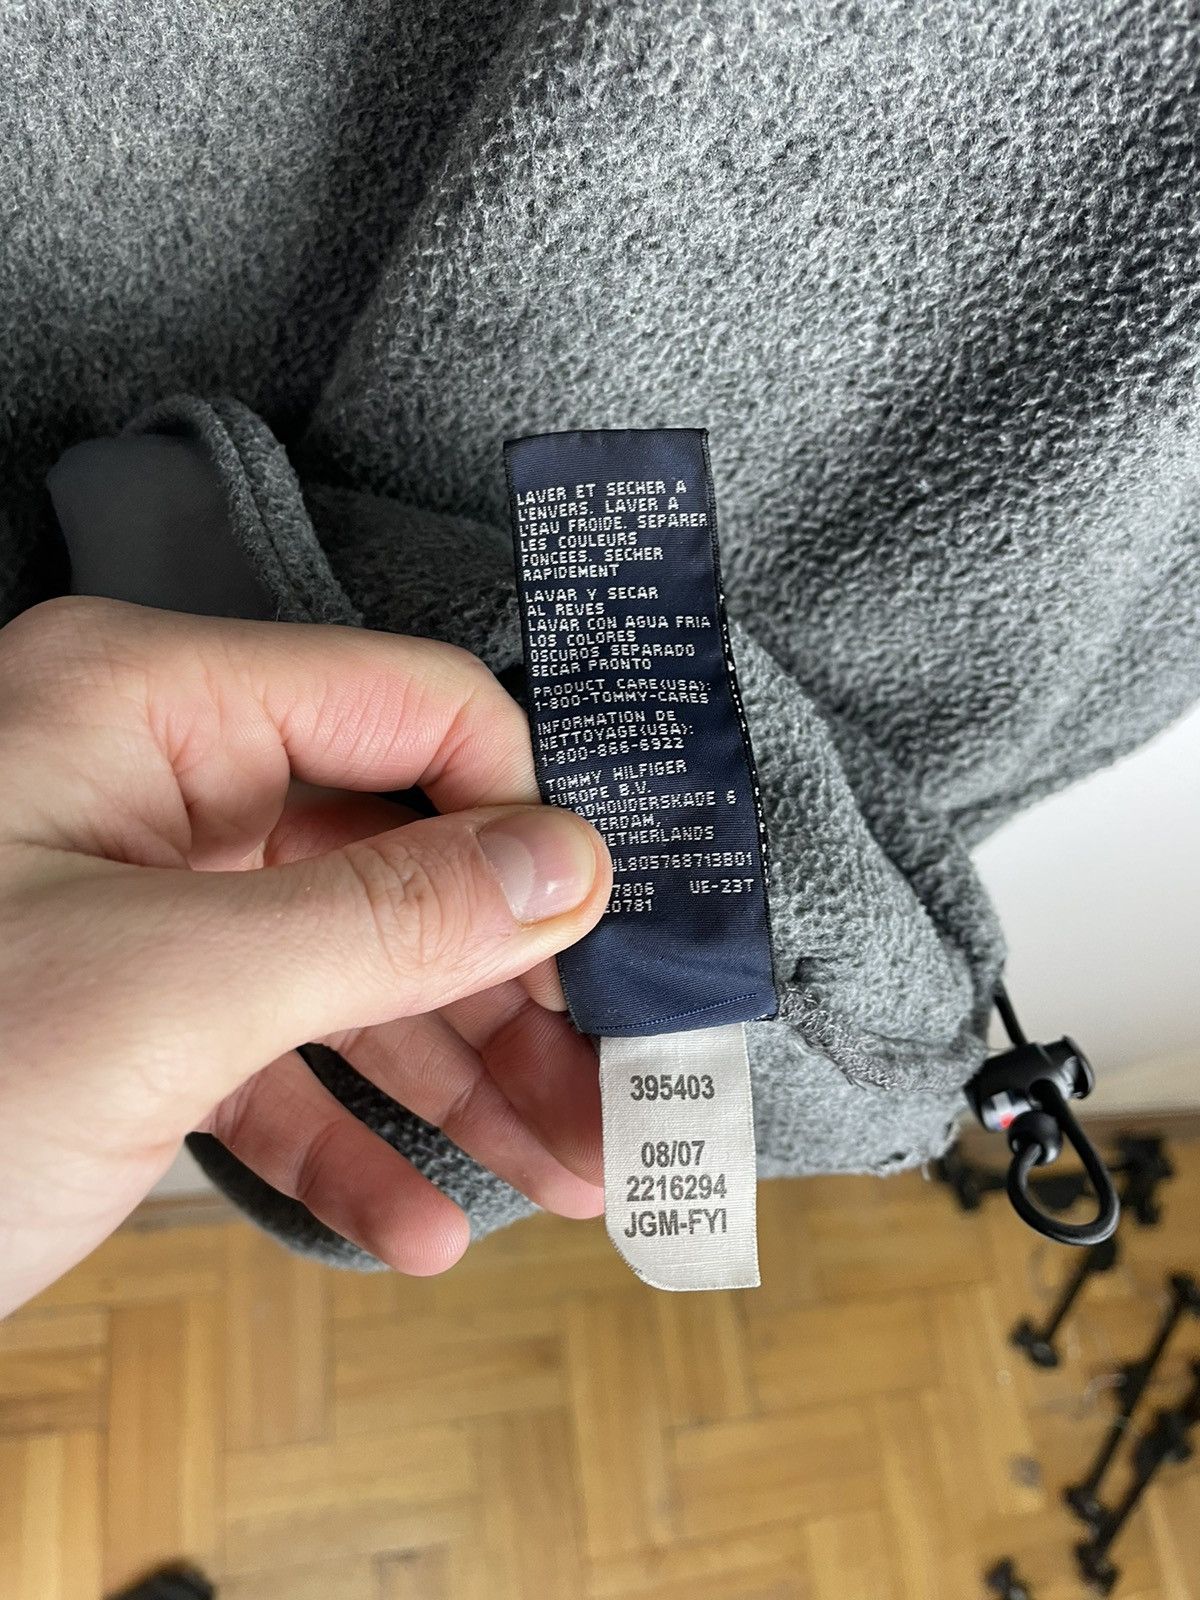 LAVER ET SECHER A
L'ENVERS. LAVER A
L'EAU FROIDE. SEPARER
LES COULEURS
FONCEES. SECHER
RAPIDEMENT
LAVAR Y SECAR
AL REVES
LAVAR CON AGUA FRIA
LOS COLORES
OSCUROS SEPARADO
SECAR PRONTO
PRODUCT CARE(USA):
1-800-TOMMY-CARES
INFORMATION DE
NETTOYAGE(USA):
1-800-866-6922
TOMMY HILFIGER
EUROPE B.V.
6
UE-23T
395403
08/07
2216294
JGM-FYI